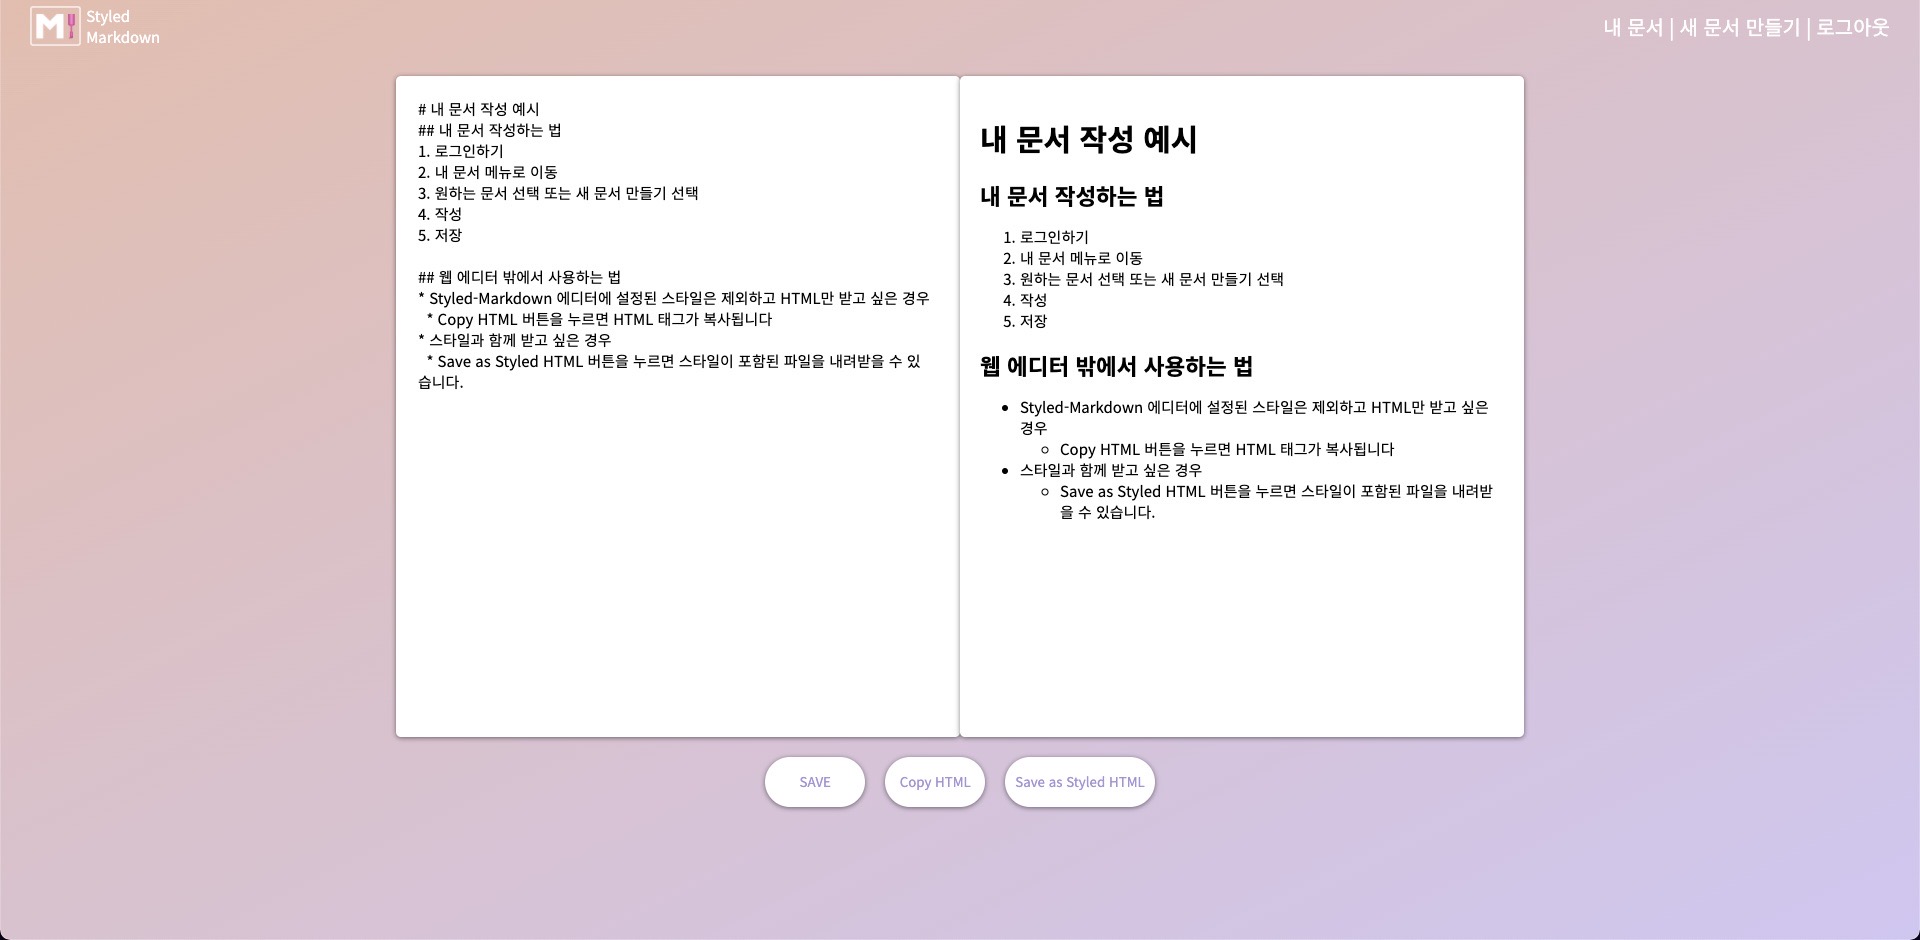 Styled
Markdown
내 문서 | 새 문서 만들기 | 로그아웃
# 내 문서 작성 예시
## 내 문서 작성하는 법
1. 로그인하기
2. 내 문서 메뉴로 이동
3. 원하는 문서 선택 또는 새 문서 만들기 선택
4. 작성
5. 저장
## 웹 에디터 밖에서 사용하는 법
* Styled-Markdown 에디터에 설정된 스타일은 제외하고 HTML만 받고 싶은 경우
  * Copy HTML 버튼을 누르면 HTML 태그가 복사됩니다
* 스타일과 함께 받고 싶은 경우
  * Save as Styled HTML 버튼을 누르면 스타일이 포함된 파일을 내려받을 수 있
습니다.
내 문서 작성 예시
내 문서 작성하는 법
1. 로그인하기
2. 내 문서 메뉴로 이동
3. 원하는 문서 선택 또는 새 문서 만들기 선택
4. 작성
5. 저장
웹 에디터 밖에서 사용하는 법
• Styled-Markdown 에디터에 설정된 스타일은 제외하고 HTML만 받고 싶은
경우
◦ Copy HTML 버튼을 누르면 HTML 태그가 복사됩니다
• 스타일과 함께 받고 싶은 경우
◦ Save as Styled HTML 버튼을 누르면 스타일이 포함된 파일을 내려받
을 수 있습니다.
SAVE
Copy HTML
Save as Styled HTML